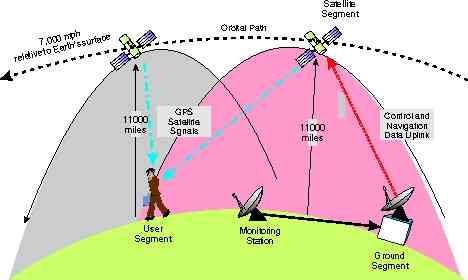 Satellite
Segment
7,000 mph
relative to Earth's surface
Orbital Path
11000
miles
GPS
Satellite
Signals
11000
miles
Control and
Navigation
Data Uplink
User
Segment
Monitoring
Station
Ground
Segment